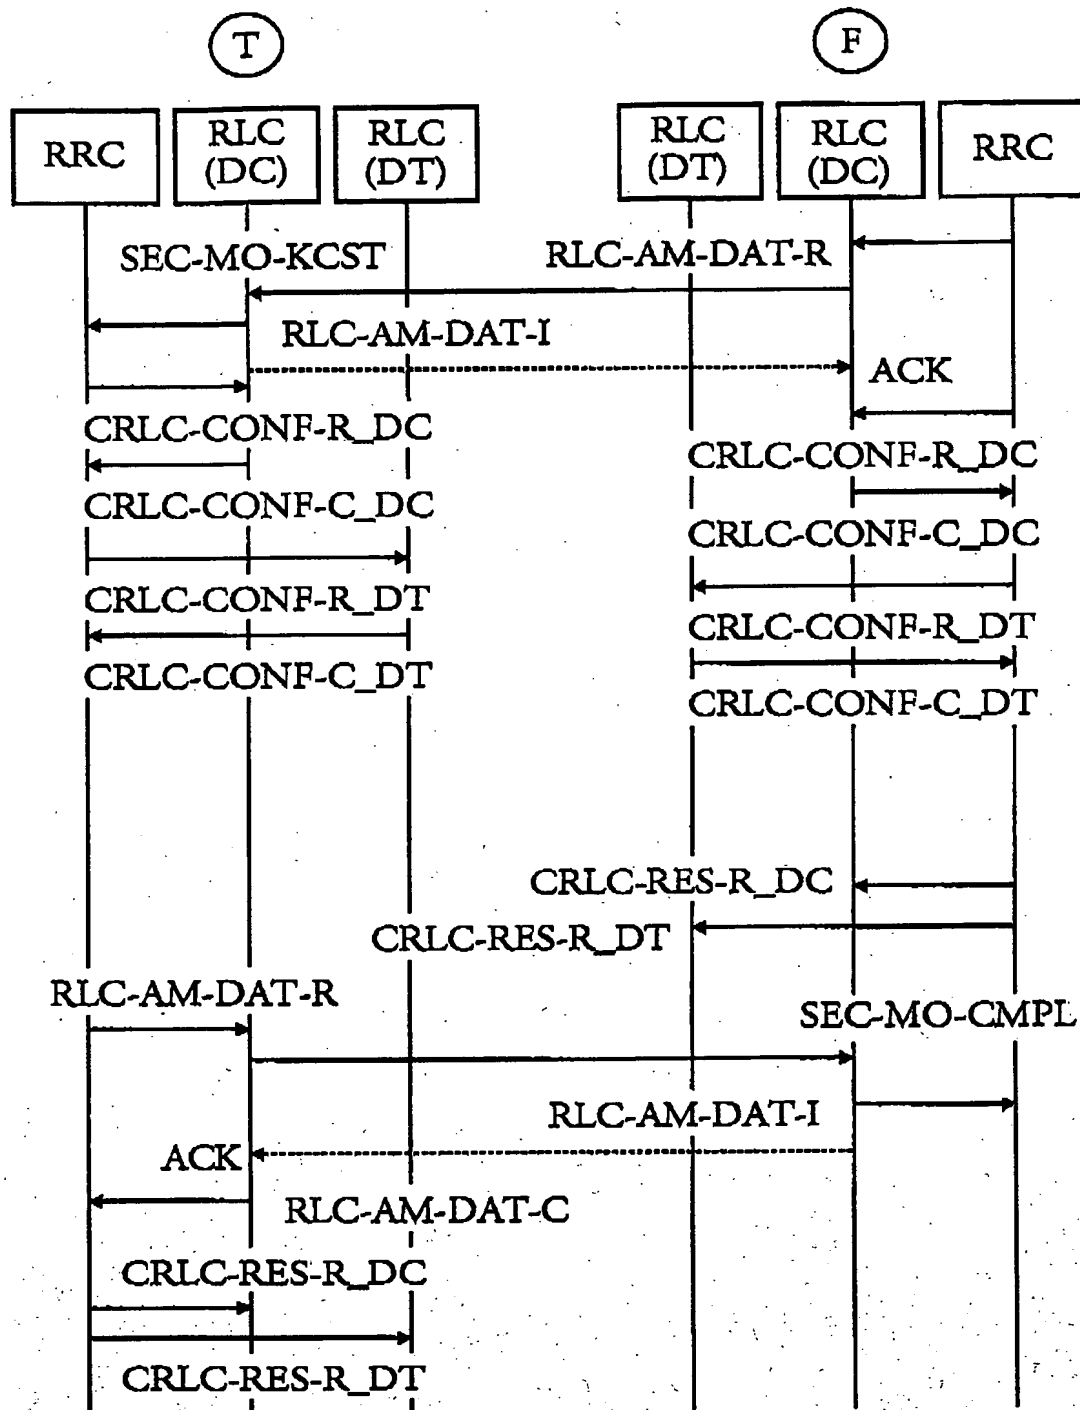 T
F
RRC
RLC
(DC)
RLC
(DT)
RLC
(DT)
RLC
(DC)
RRC
SEC-MO-KCST
RLC-AM-DAT-R
RLC-AM-DAT-I
ACK
CRLC-CONF-R_DC
CRLC-CONF-R_DC
CRLC-CONF-C_DC
CRLC-CONF-C_DC
CRLC-CONF-R_DT
CRLC-CONF-R_DT
CRLC-CONF-C_DT
CRLC-CONF-C_DT
CRLC-RES-R_DC
CRLC-RES-R_DT
RLC-AM-DAT-R
SEC-MO-CMPL
RLC-AM-DAT-I
ACK
RLC-AM-DAT-C
CRLC-RES-R_DC
CRLC-RES-R_DT